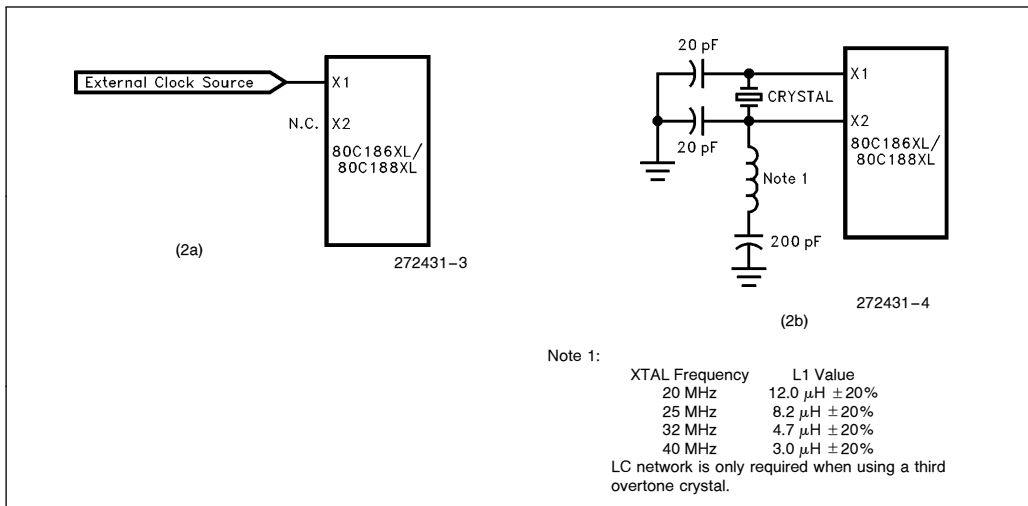 External Clock Source
X1
N.C.
X2
80C186XL/
80C188XL
(2a)
272431–3
20 pF
X1
CRYSTAL
X2
20 pF
80C186XL/
80C188XL
Note 1
200 pF
272431–4
(2b)
Note 1:
XTAL Frequency L1 Value
20 MHz 12.0 μH ±20%
25 MHz 8.2 μH ±20%
32 MHz 4.7 μH ±20%
40 MHz 3.0 μH ±20%
LC network is only required when using a third
overtone crystal.